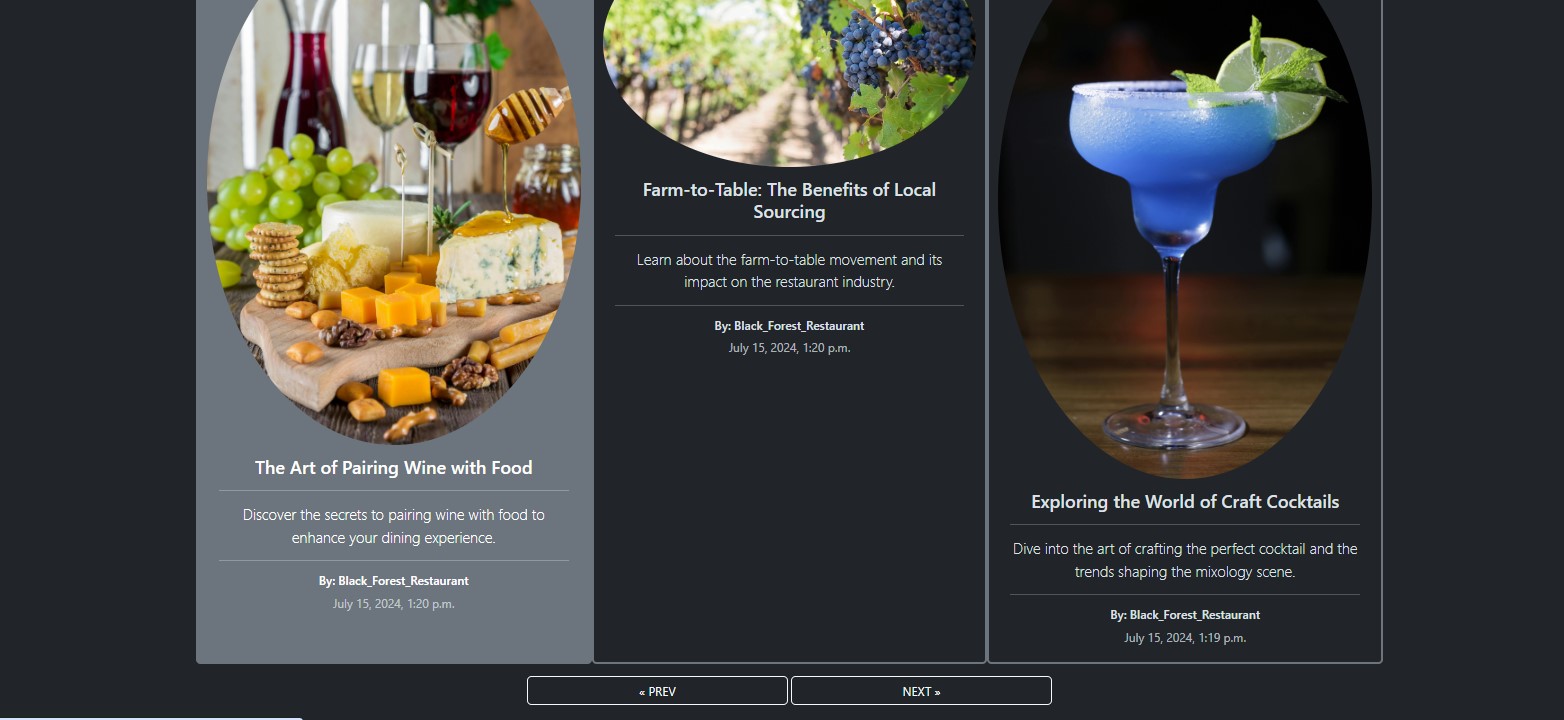 The Art of Pairing Wine with Food
Discover the secrets to pairing wine with food to
enhance your dining experience.
By: Black_Forest_Restaurant
July 15, 2024, 1:20 p.m.
Farm-to-Table: The Benefits of Local
Sourcing
Learn about the farm-to-table movement and its
impact on the restaurant industry.
By: Black_Forest_Restaurant
July 15, 2024, 1:20 p.m.
Exploring the World of Craft Cocktails
Dive into the art of crafting the perfect cocktail and the
trends shaping the mixology scene.
By: Black_Forest_Restaurant
July 15, 2024, 1:19 p.m.
« PREV
NEXT »